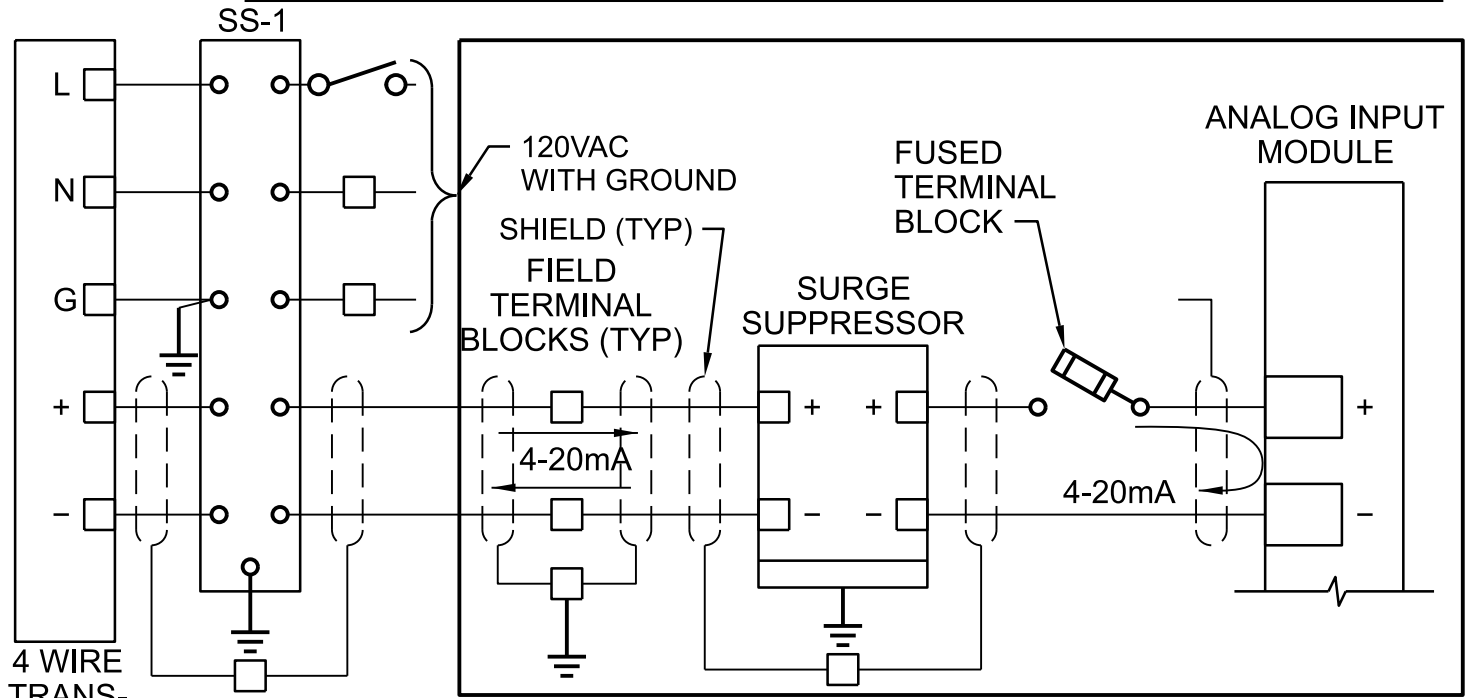 SS-1
L
N
G
+
−
4 WIRE
TRANS-
120VAC
WITH GROUND
SHIELD (TYP)
FIELD
TERMINAL
BLOCKS (TYP)
4-20mA
SURGE
SUPPRESSOR
+ +
− −
FUSED
TERMINAL
BLOCK
4-20mA
ANALOG INPUT
MODULE
+
−